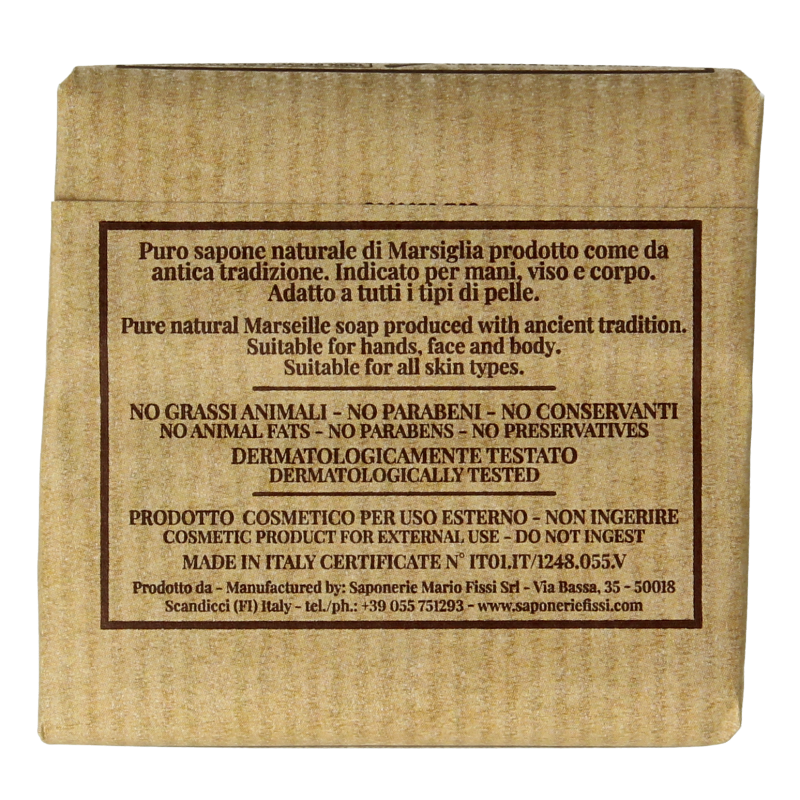 Puro sapone naturale di Marsiglia prodotto come da
antica tradizione. Indicato per mani, viso e corpo.
Adatto a tutti i tipi di pelle.
Pure natural Marseille soap produced with ancient tradition.
Suitable for hands, face and body.
Suitable for all skin types.
NO GRASSI ANIMALI - NO PARABENI - NO CONSERVANTI
NO ANIMAL FATS - NO PARABENS - NO PRESERVATIVES
DERMATOLOGICAMENTE TESTATO
DERMATOLOGICALLY TESTED
PRODOTTO COSMETICO PER USO ESTERNO - NON INGERIRE
COSMETIC PRODUCT FOR EXTERNAL USE - DO NOT INGEST
MADE IN ITALY CERTIFICATE N° IT01.IT/1248.055.V
Prodotto da - Manufactured by: Saponerie Mario Fissi Srl - Via Bassa, 35 - 50018
Scandicci (FI) Italy - tel./ph.: +39 055 751293 - www.saponeriefissi.com